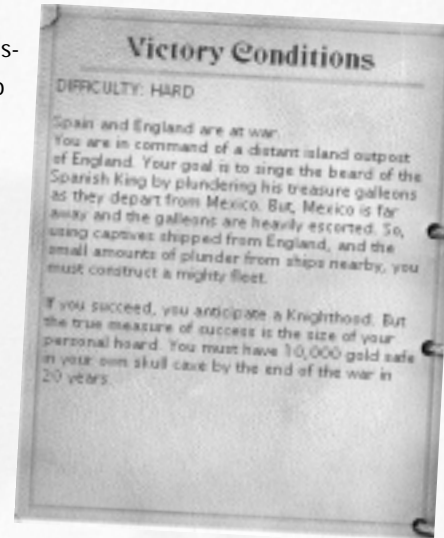 s-
Victory Conditions
DIFFICULTY: HARD
Spain and England are at war.
You are in command of a distant island outpost
of England. Your goal is to singe the beard of the
Spanish King by plundering his treasure galleons
as they depart from Mexico. But, Mexico is far
away and the galleons are heavily escorted. So,
using captives shipped from England, and the
small amounts of plunder from ships nearby, you
must construct a mighty fleet.
If you succeed, you anticipate a Knighthood. But
the true measure of success is the size of your
personal hoard. You must have 10,000 gold safe
in your own skull cave by the end of the war in
20 years.